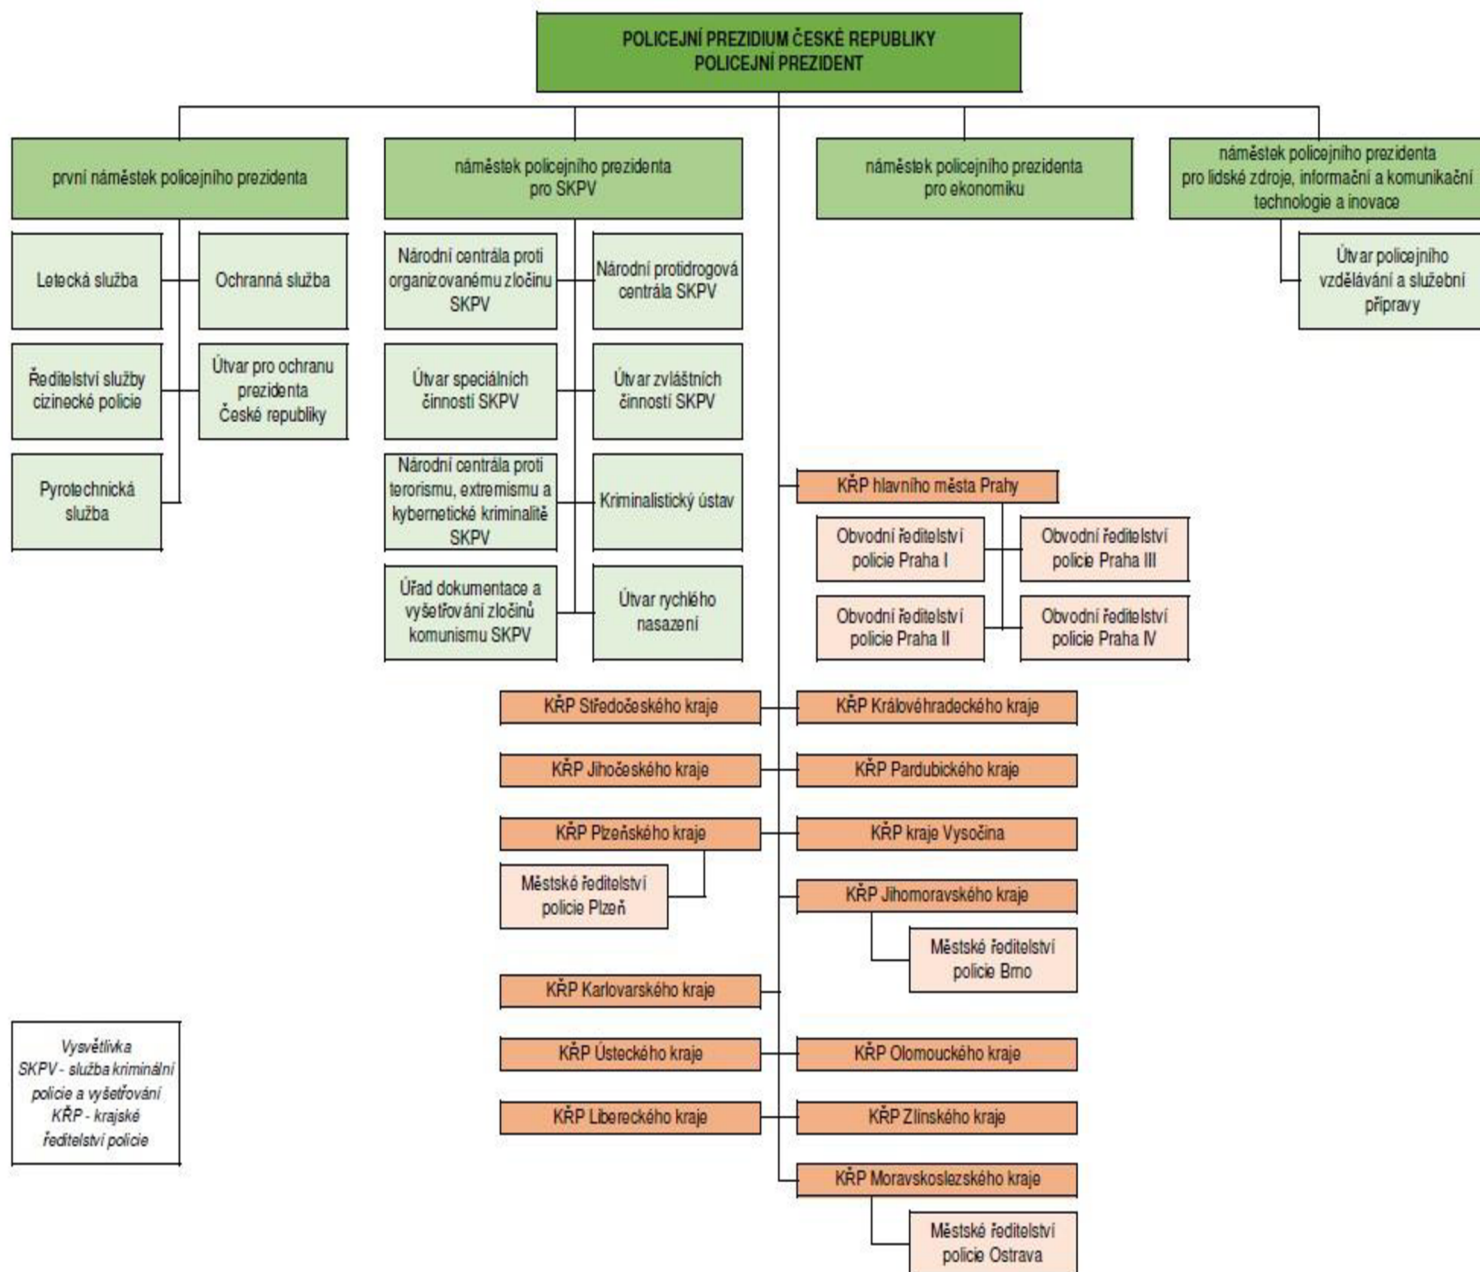 POLICEJNÍ PREZIDIUM ČESKÉ REPUBLIKY
POLICEJNÍ PREZIDENT
první náměstek policejního prezidenta
náměstek policejního prezidenta
pro SKPV
náměstek policejního prezidenta
pro ekonomiku
náměstek policejního prezidenta
pro lidské zdroje, informační a komunikační
technologie a inovace
Letecká služba
Ochranná služba
Národní centrála proti
organizovanému zločinu
SKPV
Národní protidrogová
centrála SKPV
Útvar policejního
vzdělávání a služební
přípravy
Ředitelství služby
cizinecké policie
Útvar pro ochranu
prezidenta
České republiky
Útvar speciálních
činností SKPV
Útvar zvláštních
činností SKPV
Pyrotechnická
služba
Národní centrála proti
terorismu, extremismu a
kybernetické kriminalitě
SKPV
Kriminalistický ústav
KŘP hlavního města Prahy
Obvodní ředitelství
policie Praha I
Obvodní ředitelství
policie Praha III
Úřad dokumentace a
vyšetřování zločinů
komunismu SKPV
Útvar rychlého
nasazení
Obvodní ředitelství
policie Praha II
Obvodní ředitelství
policie Praha IV
KŘP Středočeského kraje
KŘP Královéhradeckého kraje
KŘP Jihočeského kraje
KŘP Pardubického kraje
KŘP Plzeňského kraje
KŘP kraje Vysočina
Městské ředitelství
policie Plzeň
KŘP Jihomoravského kraje
Městské ředitelství
policie Brno
KŘP Karlovarského kraje
KŘP Ústeckého kraje
KŘP Olomouckého kraje
KŘP Libereckého kraje
KŘP Zlínského kraje
KŘP Moravskoslezského kraje
Městské ředitelství
policie Ostrava
Vysvětlivka
SKPV - služba kriminální
policie a vyšetřování
KŘP - krajské
ředitelství policie